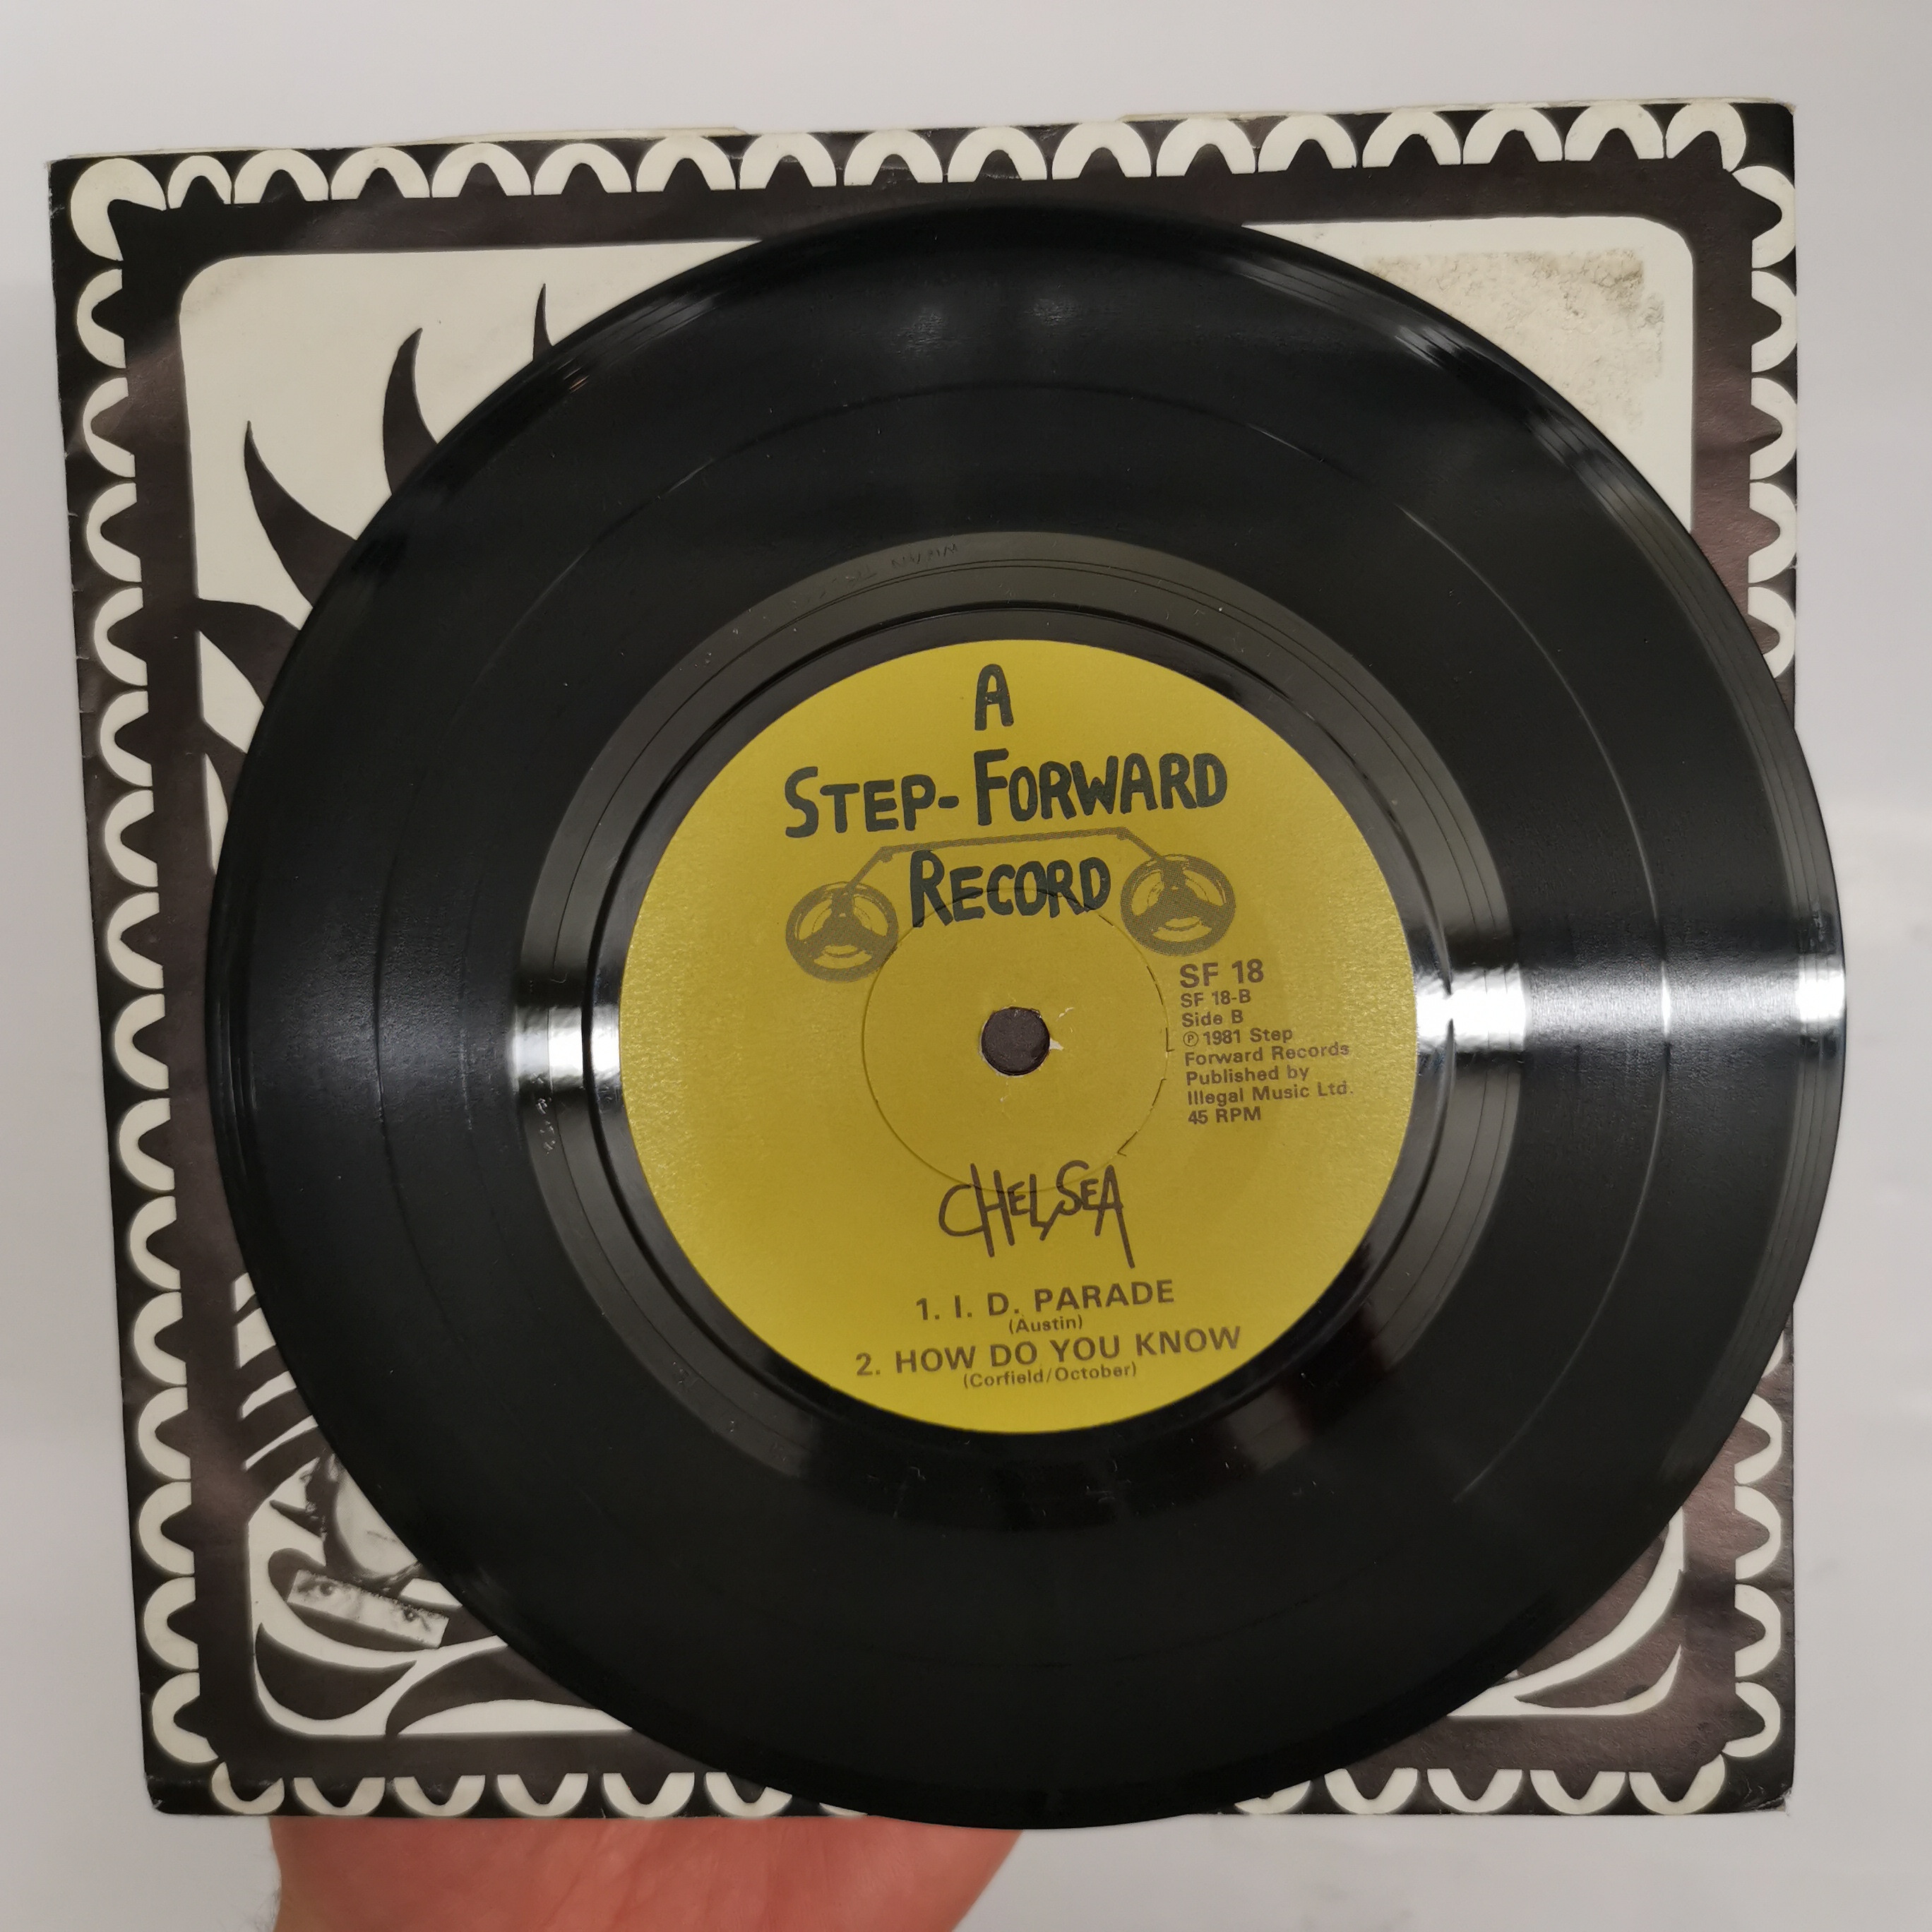 A
STEP-FORWARD
RECORD
SF 18
SF 18-B
Side B
℗ 1981 Step
Forward Records
Published by
Illegal Music Ltd.
45 RPM
CHELSEA
1. I. D. PARADE
(Austin)
2. HOW DO YOU KNOW
(Corfield/October)